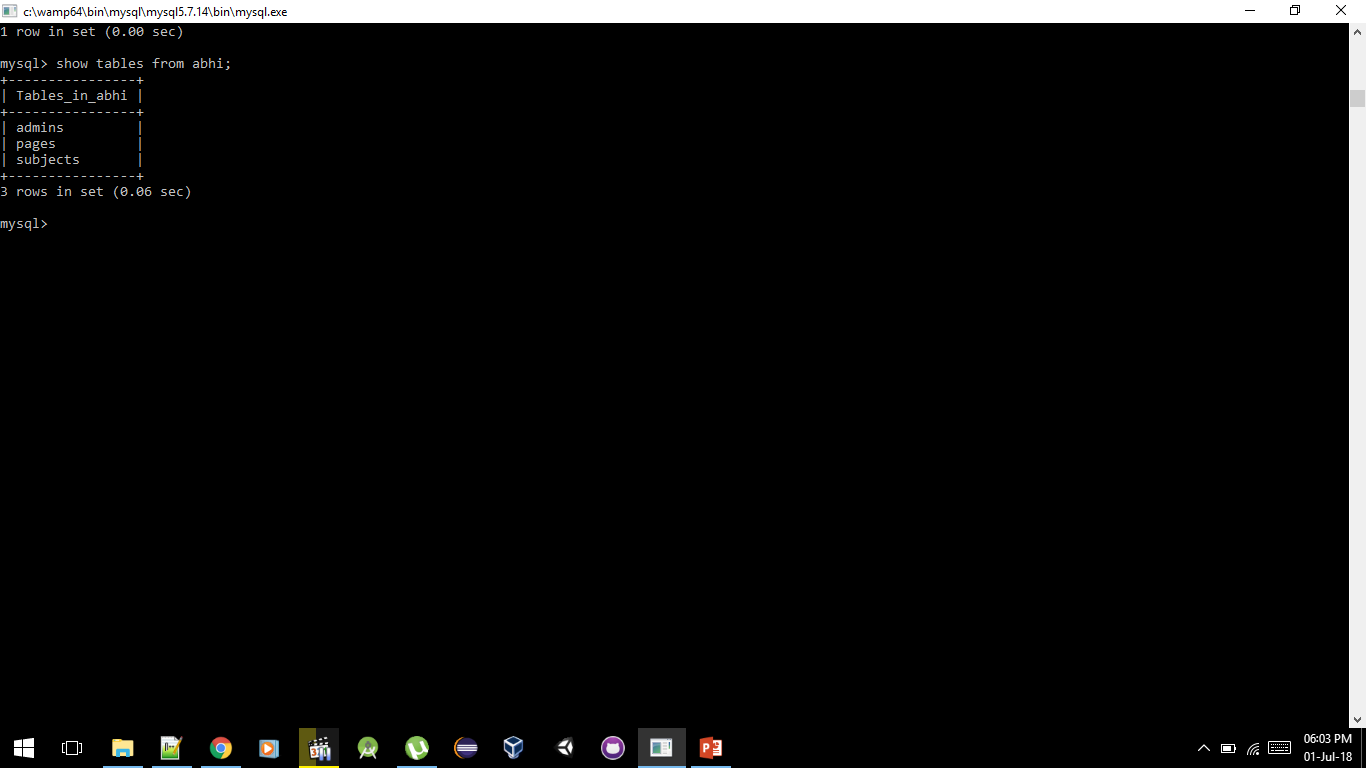 c:\wamp64\bin\mysql\mysql5.7.14\bin\mysql.exe
1 row in set (0.00 sec)
mysql> show tables from abhi;
+----------------+
| Tables_in_abhi |
+----------------+
| admins         |
| pages          |
| subjects       |
+----------------+
3 rows in set (0.06 sec)
mysql>
06:03 PM
01-Jul-18